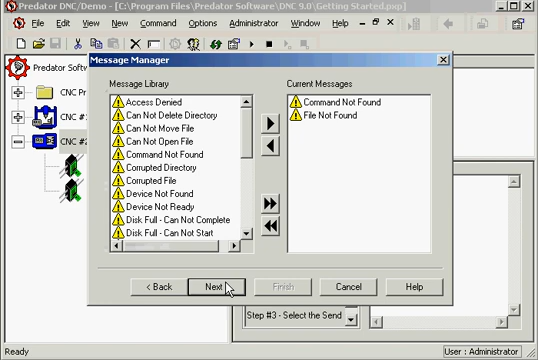 Predator DNC/Demo - [C:\Program Files\Predator Software\DNC 9.0\Getting Started.pxp]
File Edit View Command Options Administrator Window Help
Message Manager
Predator Softw
CNC Pr
CNC #1
CNC #2
Message Library
Access Denied
Can Not Delete Directory
Can Not Move File
Can Not Open File
Command Not Found
Corrupted Directory
Corrupted File
Device Not Found
Device Not Ready
Disk Full - Can Not Complete
Disk Full - Can Not Start
Current Messages
Command Not Found
File Not Found
< Back Next Finish Cancel Help
Step #3 - Select the Send
Ready User : Administrator